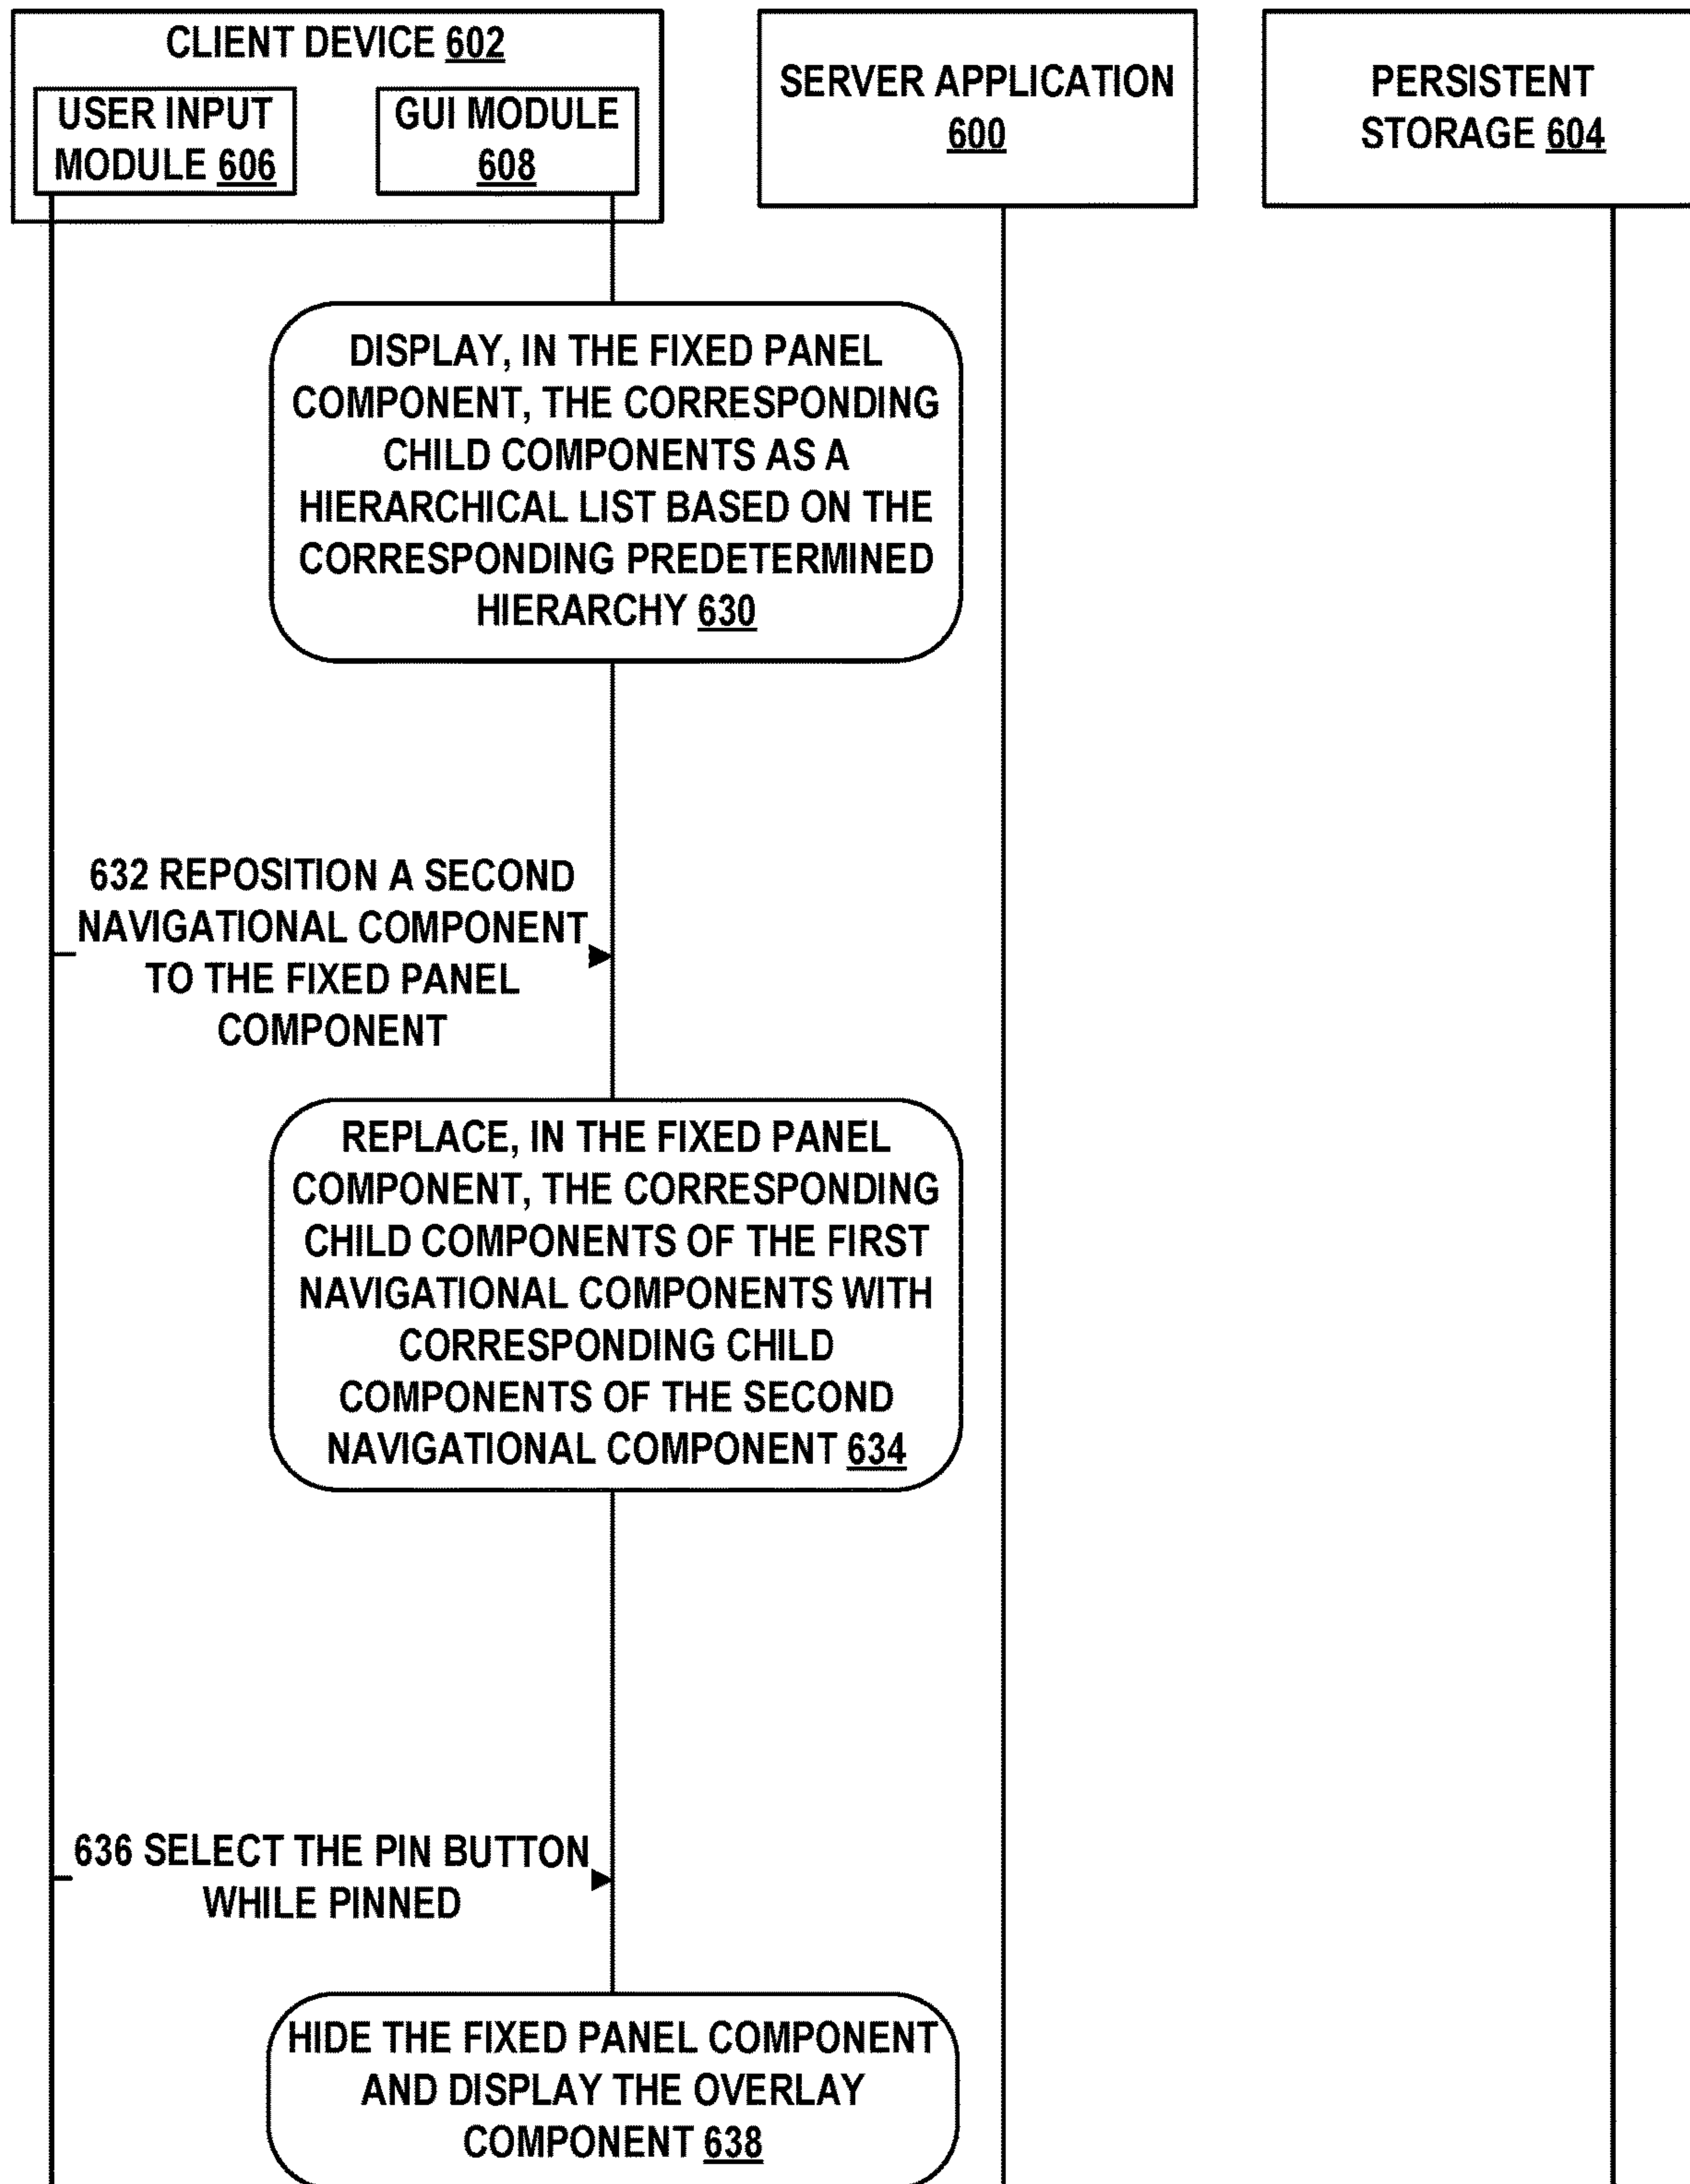 CLIENT DEVICE 602
USER INPUT
MODULE 606
GUI MODULE
608
SERVER APPLICATION
600
PERSISTENT
STORAGE 604
DISPLAY, IN THE FIXED PANEL
COMPONENT, THE CORRESPONDING
CHILD COMPONENTS AS A
HIERARCHICAL LIST BASED ON THE
CORRESPONDING PREDETERMINED
HIERARCHY 630
632 REPOSITION A SECOND
NAVIGATIONAL COMPONENT
TO THE FIXED PANEL
COMPONENT
REPLACE, IN THE FIXED PANEL
COMPONENT, THE CORRESPONDING
CHILD COMPONENTS OF THE FIRST
NAVIGATIONAL COMPONENTS WITH
CORRESPONDING CHILD
COMPONENTS OF THE SECOND
NAVIGATIONAL COMPONENT 634
636 SELECT THE PIN BUTTON
WHILE PINNED
HIDE THE FIXED PANEL COMPONENT
AND DISPLAY THE OVERLAY
COMPONENT 638